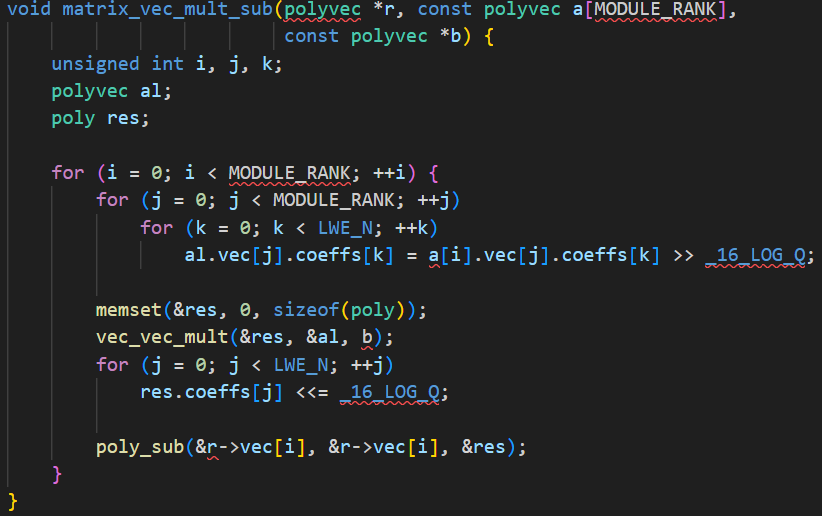 void matrix_vec_mult_sub(polyvec *r, const polyvec a[MODULE_RANK],
                         const polyvec *b) {
    unsigned int i, j, k;
    polyvec al;
    poly res;

    for (i = 0; i < MODULE_RANK; ++i) {
        for (j = 0; j < MODULE_RANK; ++j)
            for (k = 0; k < LWE_N; ++k)
                al.vec[j].coeffs[k] = a[i].vec[j].coeffs[k] >> _16_LOG_Q;

        memset(&res, 0, sizeof(poly));
        vec_vec_mult(&res, &al, b);
        for (j = 0; j < LWE_N; ++j)
            res.coeffs[j] <<= _16_LOG_Q;

        poly_sub(&r->vec[i], &r->vec[i], &res);
    }
}